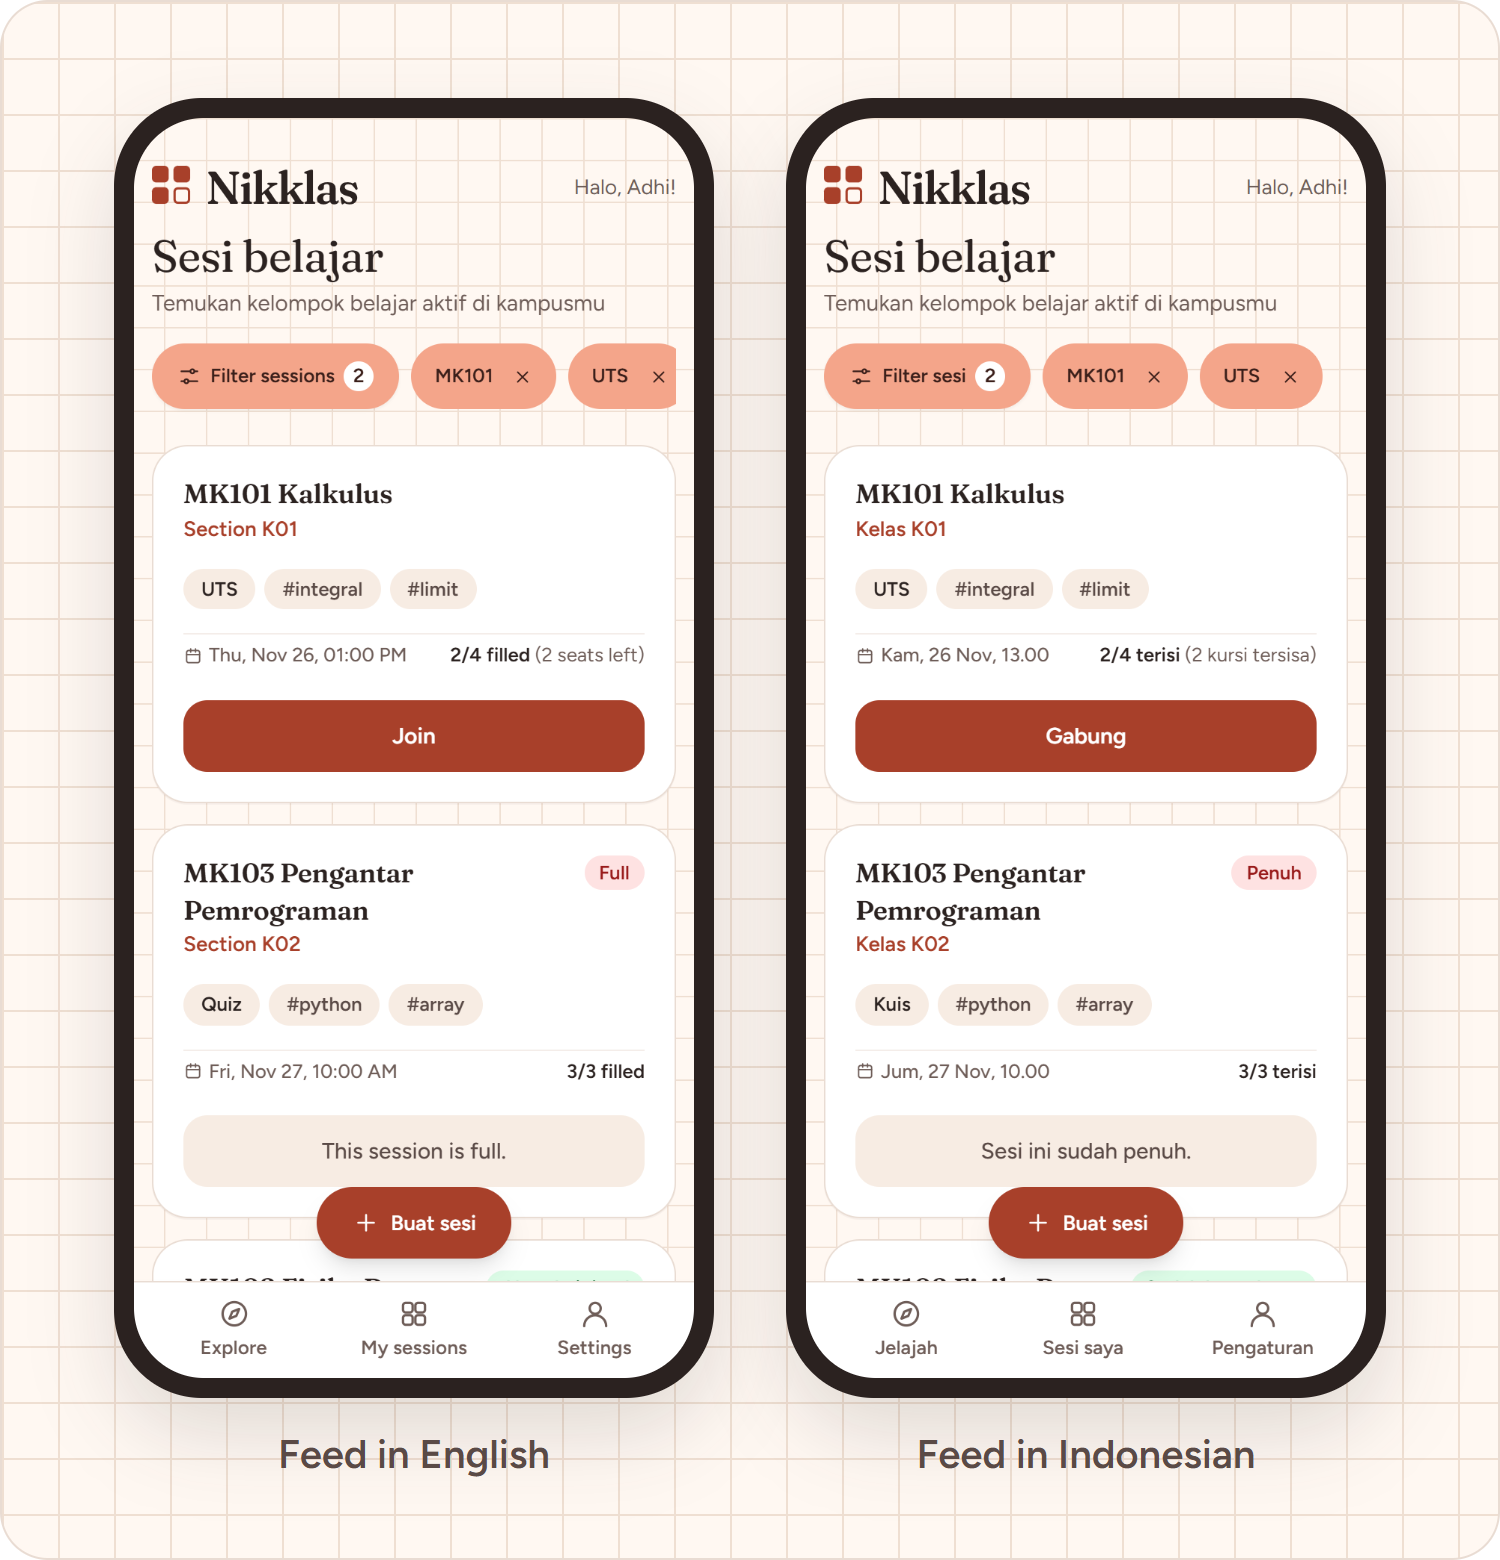 Nikklas
Halo, Adhi!
Sesi belajar
Temukan kelompok belajar aktif di kampusmu
Filter sessions 2
MK101
UTS
MK101 Kalkulus
Section K01
UTS #integral #limit
Thu, Nov 26, 01:00 PM
2/4 filled (2 seats left)
Join
MK103 Pengantar
Pemrograman
Full
Section K02
Quiz #python #array
Fri, Nov 27, 10:00 AM
3/3 filled
This session is full.
+ Buat sesi
Explore
My sessions
Settings
Feed in English
Nikklas
Halo, Adhi!
Sesi belajar
Temukan kelompok belajar aktif di kampusmu
Filter sesi 2
MK101
UTS
MK101 Kalkulus
Kelas K01
UTS #integral #limit
Kam, 26 Nov, 13.00
2/4 terisi (2 kursi tersisa)
Gabung
MK103 Pengantar
Pemrograman
Penuh
Kelas K02
Kuis #python #array
Jum, 27 Nov, 10.00
3/3 terisi
Sesi ini sudah penuh.
+ Buat sesi
Jelajah
Sesi saya
Pengaturan
Feed in Indonesian